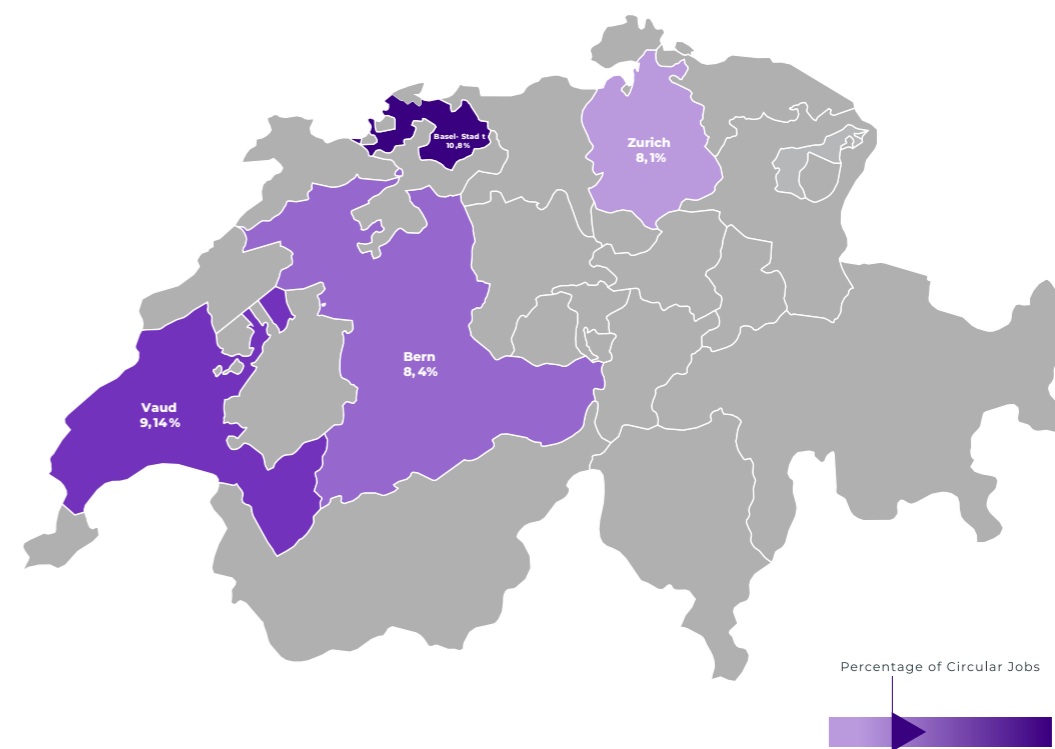 Basel- Stad t
10,8%
Zurich
8,1%
Bern
8,4%
Vaud
9,14%
Percentage of Circular Jobs